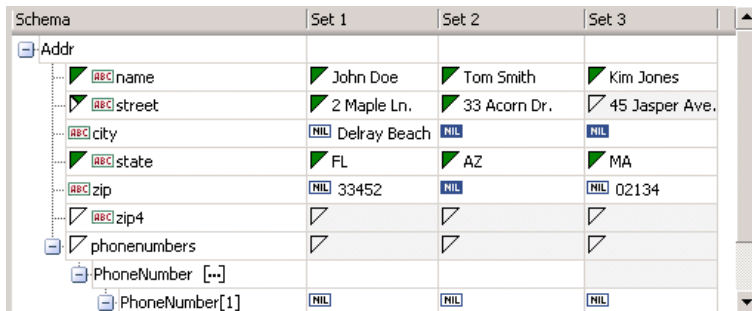 Schema Set 1 Set 2 Set 3
Addr
ABC name John Doe Tom Smith Kim Jones
ABC street 2 Maple Ln. 33 Acorn Dr. 45 Jasper Ave.
ABC city NIL Delray Beach NIL NIL
ABC state FL AZ MA
ABC zip NIL 33452 NIL NIL 02134
ABC zip4
phonenumbers
PhoneNumber [...]
PhoneNumber[1] NIL NIL NIL